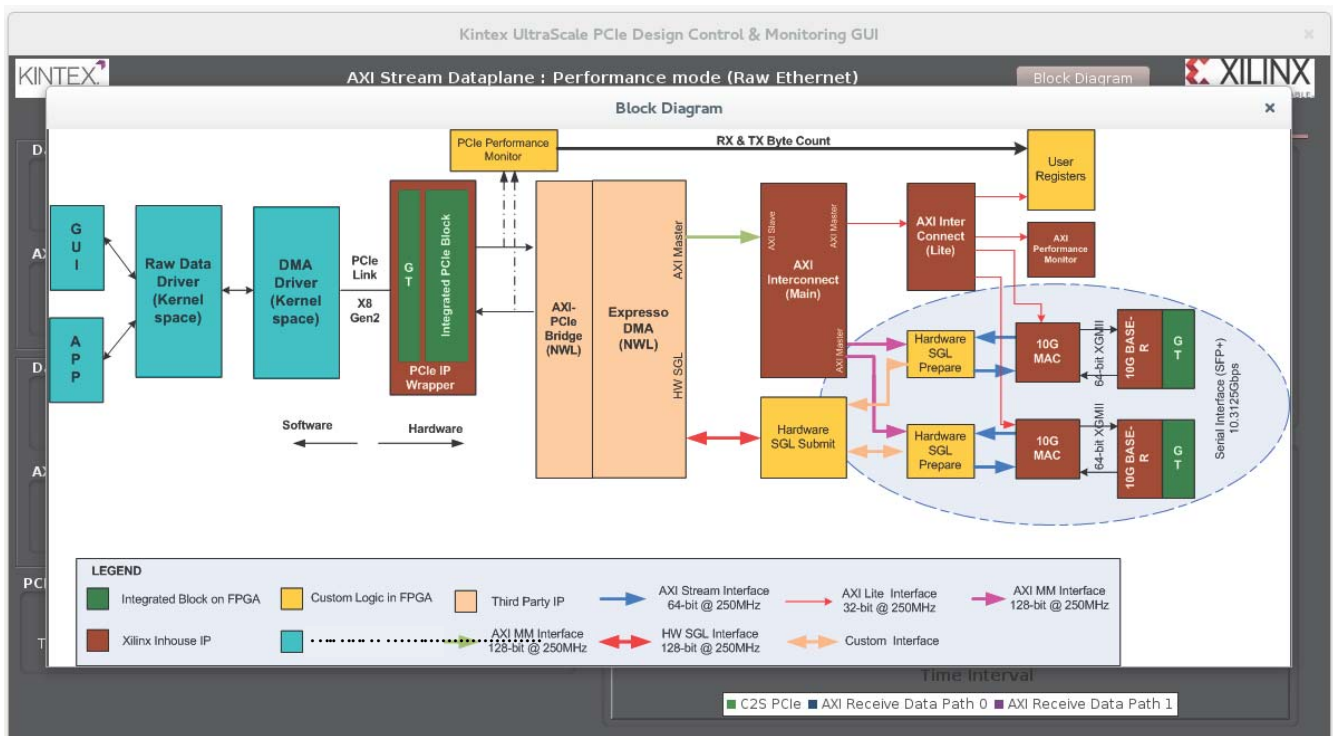 Kintex UltraScale PCIe Design Control & Monitoring GUI
KINTEX
AXI Stream Dataplane : Performance mode (Raw Ethernet)
Block Diagram
XILINX
Block Diagram
PCIe Performance
Monitor
RX & TX Byte Count
User
Registers
G
U
I
A
P
P
Raw Data
Driver
(Kernel
space)
DMA
Driver
(Kernel
space)
PCIe
Link
X8
Gen2
G
T
Integrated PCIe Block
PCIe IP
Wrapper
AXI-
PCIe
Bridge
(NWL)
Expresso
DMA
(NWL)
AXI Master
HW SGL
AXI Slave
AXI Master
AXI
Interconnect
(Main)
AXI Master
AXI Inter
Connect
(Lite)
AXI
Performance
Monitor
Hardware
SGL
Prepare
10G
MAC
64-bit XGMII
10G BASE-
R
G
T
Hardware
SGL Submit
Hardware
SGL
Prepare
10G
MAC
64-bit XGMII
10G BASE-
R
G
T
Serial Interface (SFP+)
10.3125Gbps
Software
Hardware
LEGEND
Integrated Block on FPGA
Custom Logic in FPGA
Third Party IP
AXI Stream Interface
64-bit @ 250MHz
AXI Lite Interface
32-bit @ 250MHz
AXI MM Interface
128-bit @ 250MHz
Xilinx Inhouse IP
AXI MM Interface
128-bit @ 250MHz
HW SGL Interface
128-bit @ 250MHz
Custom Interface
Time Interval
C2S PCIe
AXI Receive Data Path 0
AXI Receive Data Path 1